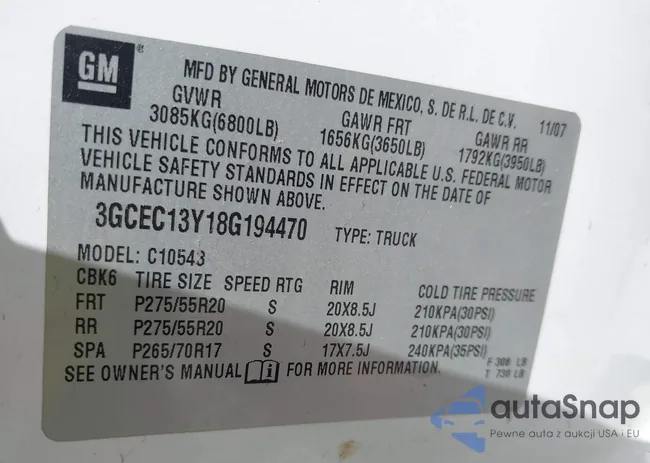 GM ®
MFD BY GENERAL MOTORS DE MEXICO, S. DE R.L. DE C.V. 11/07
GVWR GAWR FRT GAWR RR
3085KG(6800LB) 1656KG(3650LB) 1792KG(3950LB)
THIS VEHICLE CONFORMS TO ALL APPLICABLE U.S. FEDERAL MOTOR
VEHICLE SAFETY STANDARDS IN EFFECT ON THE DATE OF
MANUFACTURE SHOWN ABOVE.
3GCEC13Y18G194470 TYPE: TRUCK
MODEL: C10543
CBK6 TIRE SIZE SPEED RTG RIM COLD TIRE PRESSURE
FRT P275/55R20 S 20X8.5J 210KPA(30PSI)
RR P275/55R20 S 20X8.5J 210KPA(30PSI)
SPA P265/70R17 S 17X7.5J 240KPA(35PSI)
SEE OWNER'S MANUAL i FOR MORE INFORMATION.
F 308 LB
T 730 LB
autaSnap
Pewne auta z aukcji USA i EU